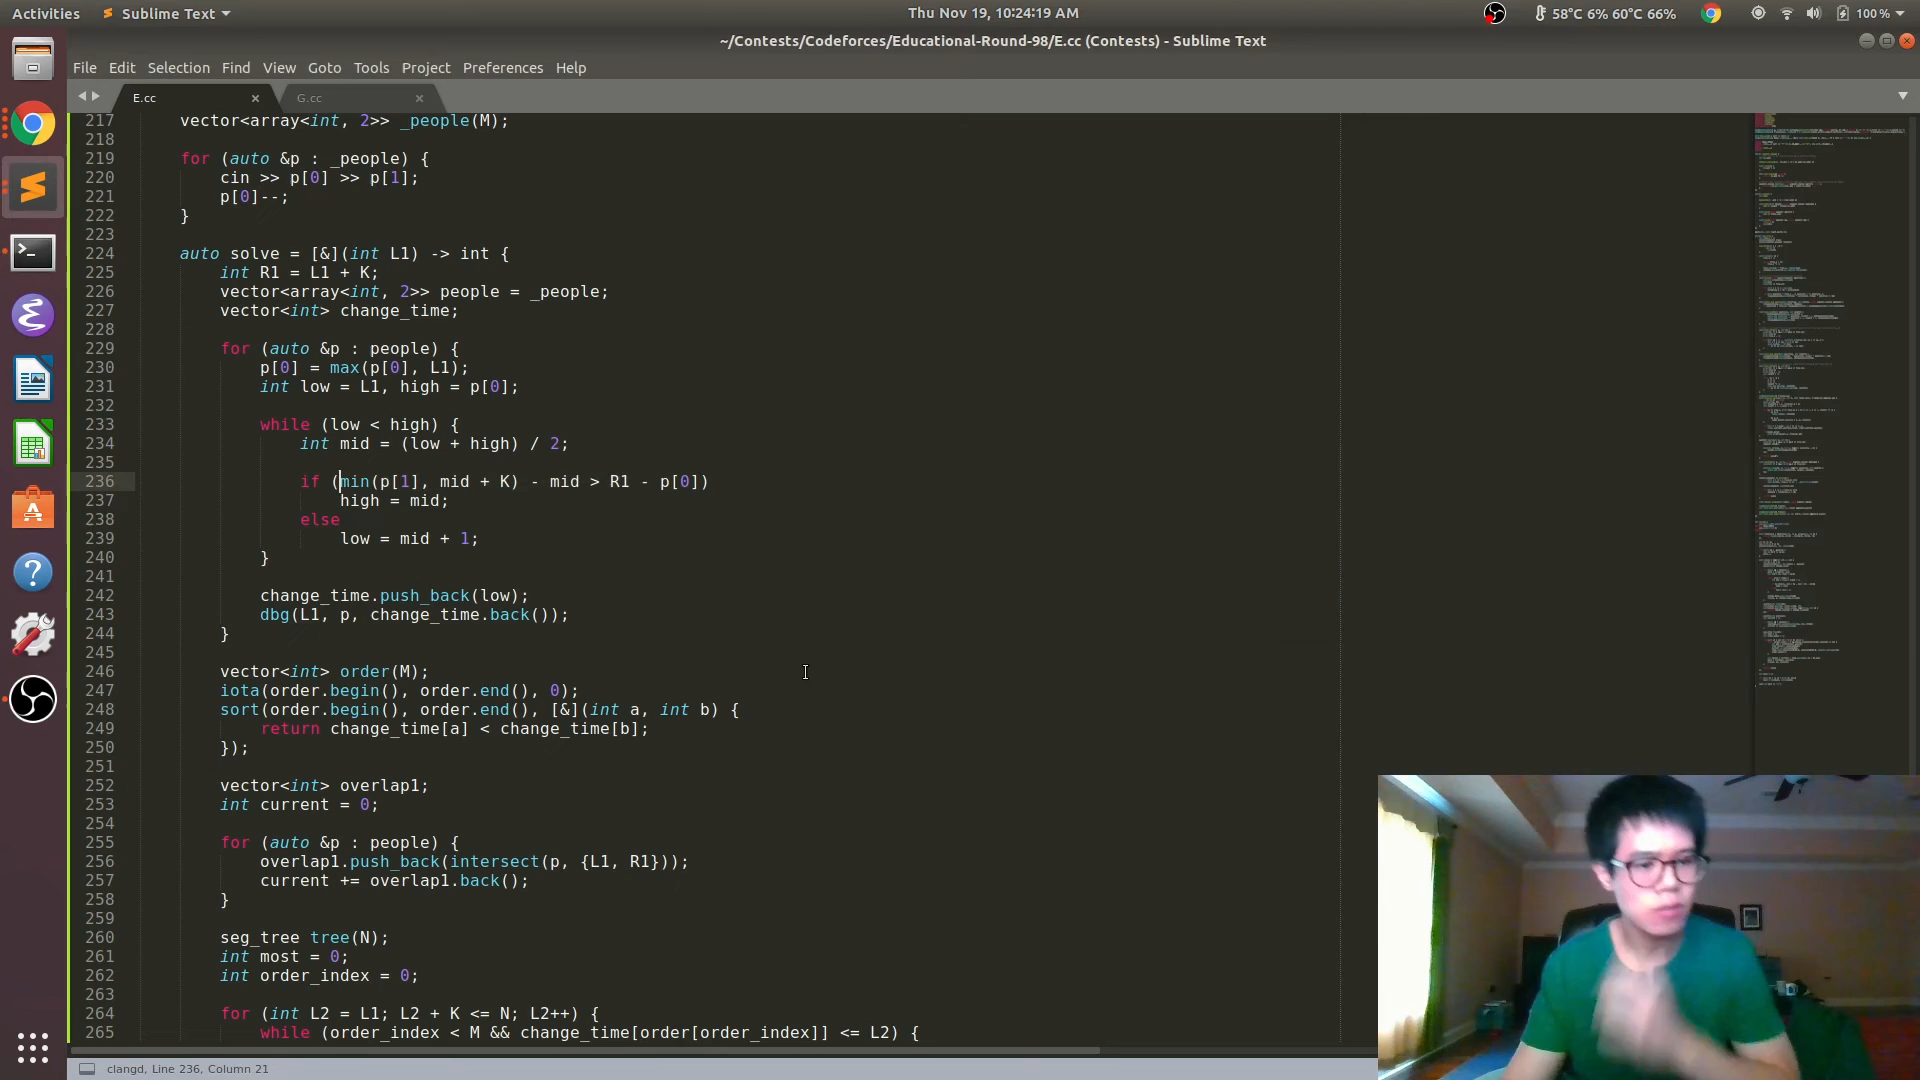 Activities
Sublime Text
Thu Nov 19, 10:24:19 AM
58°C 6% 60°C 66%
100 %
~/Contests/Codeforces/Educational-Round-98/E.cc (Contests) - Sublime Text
File Edit Selection Find View Goto Tools Project Preferences Help
E.cc
G.cc
217 vector<array<int, 2>> _people(M);
218
219 for (auto &p : _people) {
220 cin >> p[0] >> p[1];
221 p[0]--;
222 }
223
224 auto solve = [&](int L1) -> int {
225 int R1 = L1 + K;
226 vector<array<int, 2>> people = _people;
227 vector<int> change_time;
228
229 for (auto &p : people) {
230 p[0] = max(p[0], L1);
231 int low = L1, high = p[0];
232
233 while (low < high) {
234 int mid = (low + high) / 2;
235
236 if (min(p[1], mid + K) - mid > R1 - p[0])
237 high = mid;
238 else
239 low = mid + 1;
240 }
241
242 change_time.push_back(low);
243 dbg(L1, p, change_time.back());
244 }
245
246 vector<int> order(M);
247 iota(order.begin(), order.end(), 0);
248 sort(order.begin(), order.end(), [&](int a, int b) {
249 return change_time[a] < change_time[b];
250 });
251
252 vector<int> overlap1;
253 int current = 0;
254
255 for (auto &p : people) {
256 overlap1.push_back(intersect(p, {L1, R1}));
257 current += overlap1.back();
258 }
259
260 seg_tree tree(N);
261 int most = 0;
262 int order_index = 0;
263
264 for (int L2 = L1; L2 + K <= N; L2++) {
265 while (order_index < M && change_time[order[order_index]] <= L2) {
clangd, Line 236, Column 21